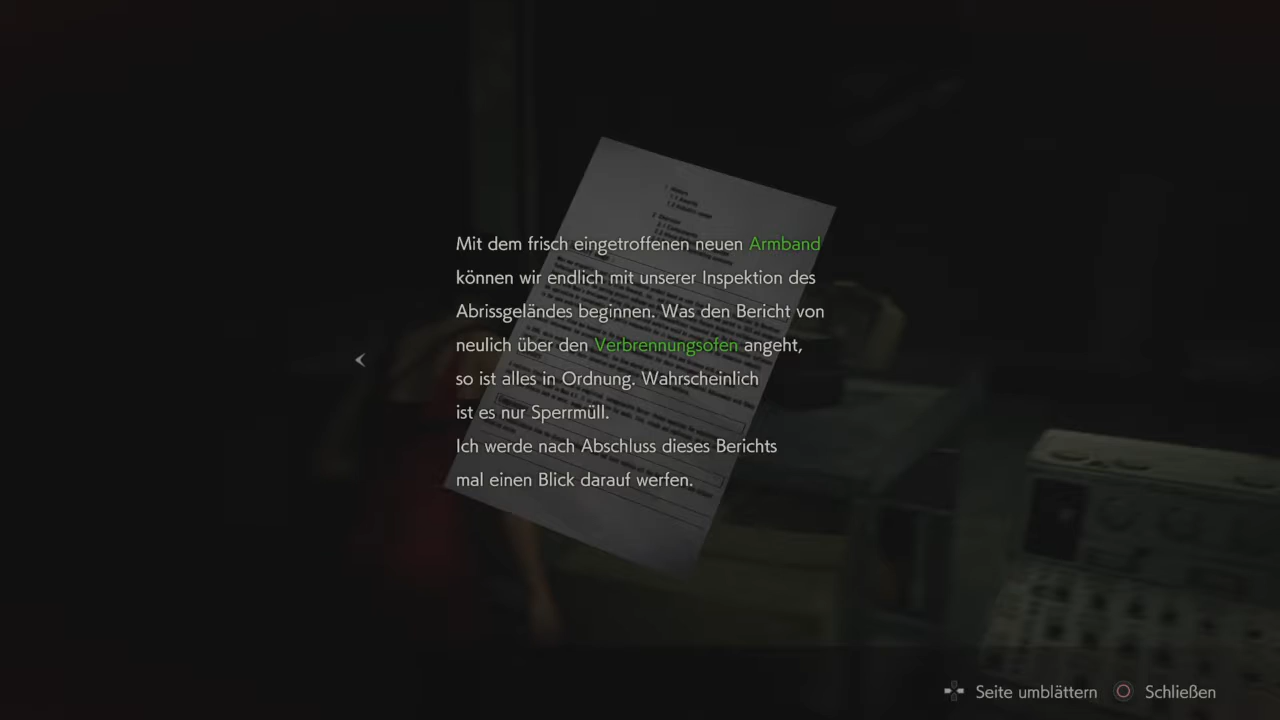 Mit dem frisch eingetroffenen neuen Armband
können wir endlich mit unserer Inspektion des
Abrissgeländes beginnen. Was den Bericht von
neulich über den Verbrennungsofen angeht,
so ist alles in Ordnung. Wahrscheinlich
ist es nur Sperrmüll.
Ich werde nach Abschluss dieses Berichts
mal einen Blick darauf werfen.
Seite umblättern
Schließen